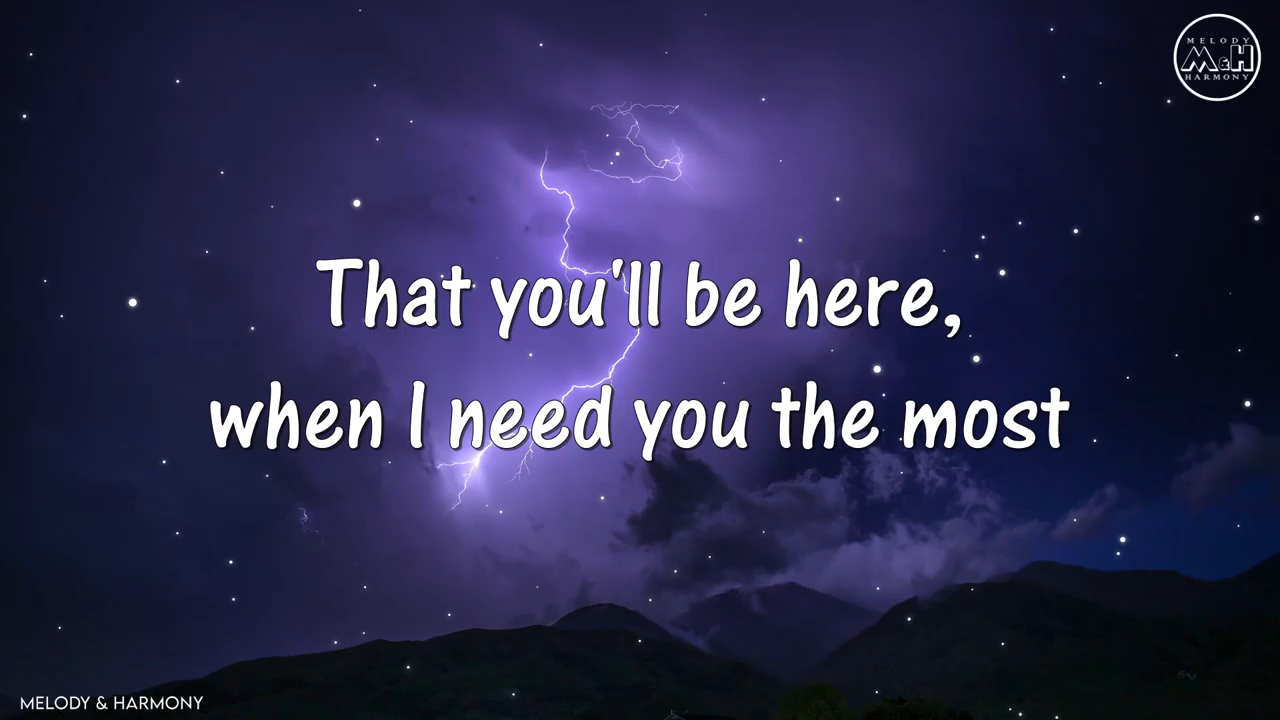 MELODY
M&H
HARMONY
That you'll be here,
when I need you the most
MELODY & HARMONY